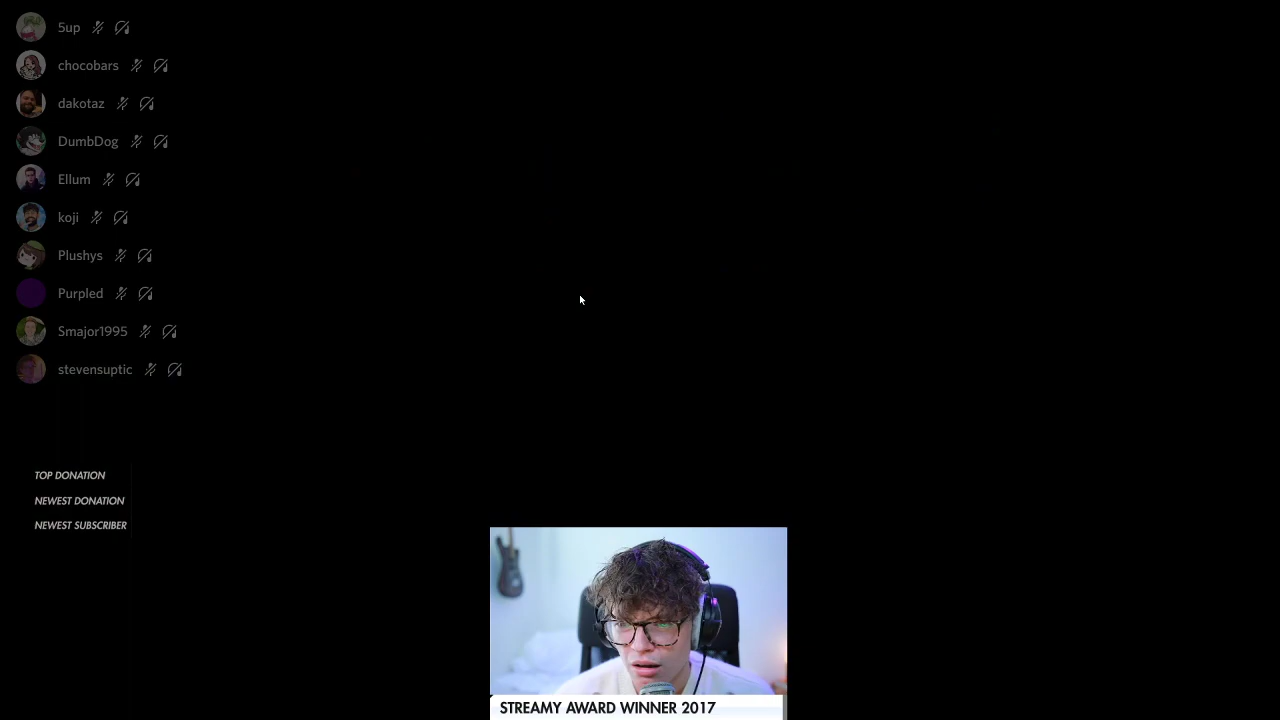 5up
chocobars
dakotaz
DumbDog
Ellum
koji
Plushys
Purpled
Smajor1995
stevensuptic
TOP DONATION
NEWEST DONATION
NEWEST SUBSCRIBER
STREAMY AWARD WINNER 2017